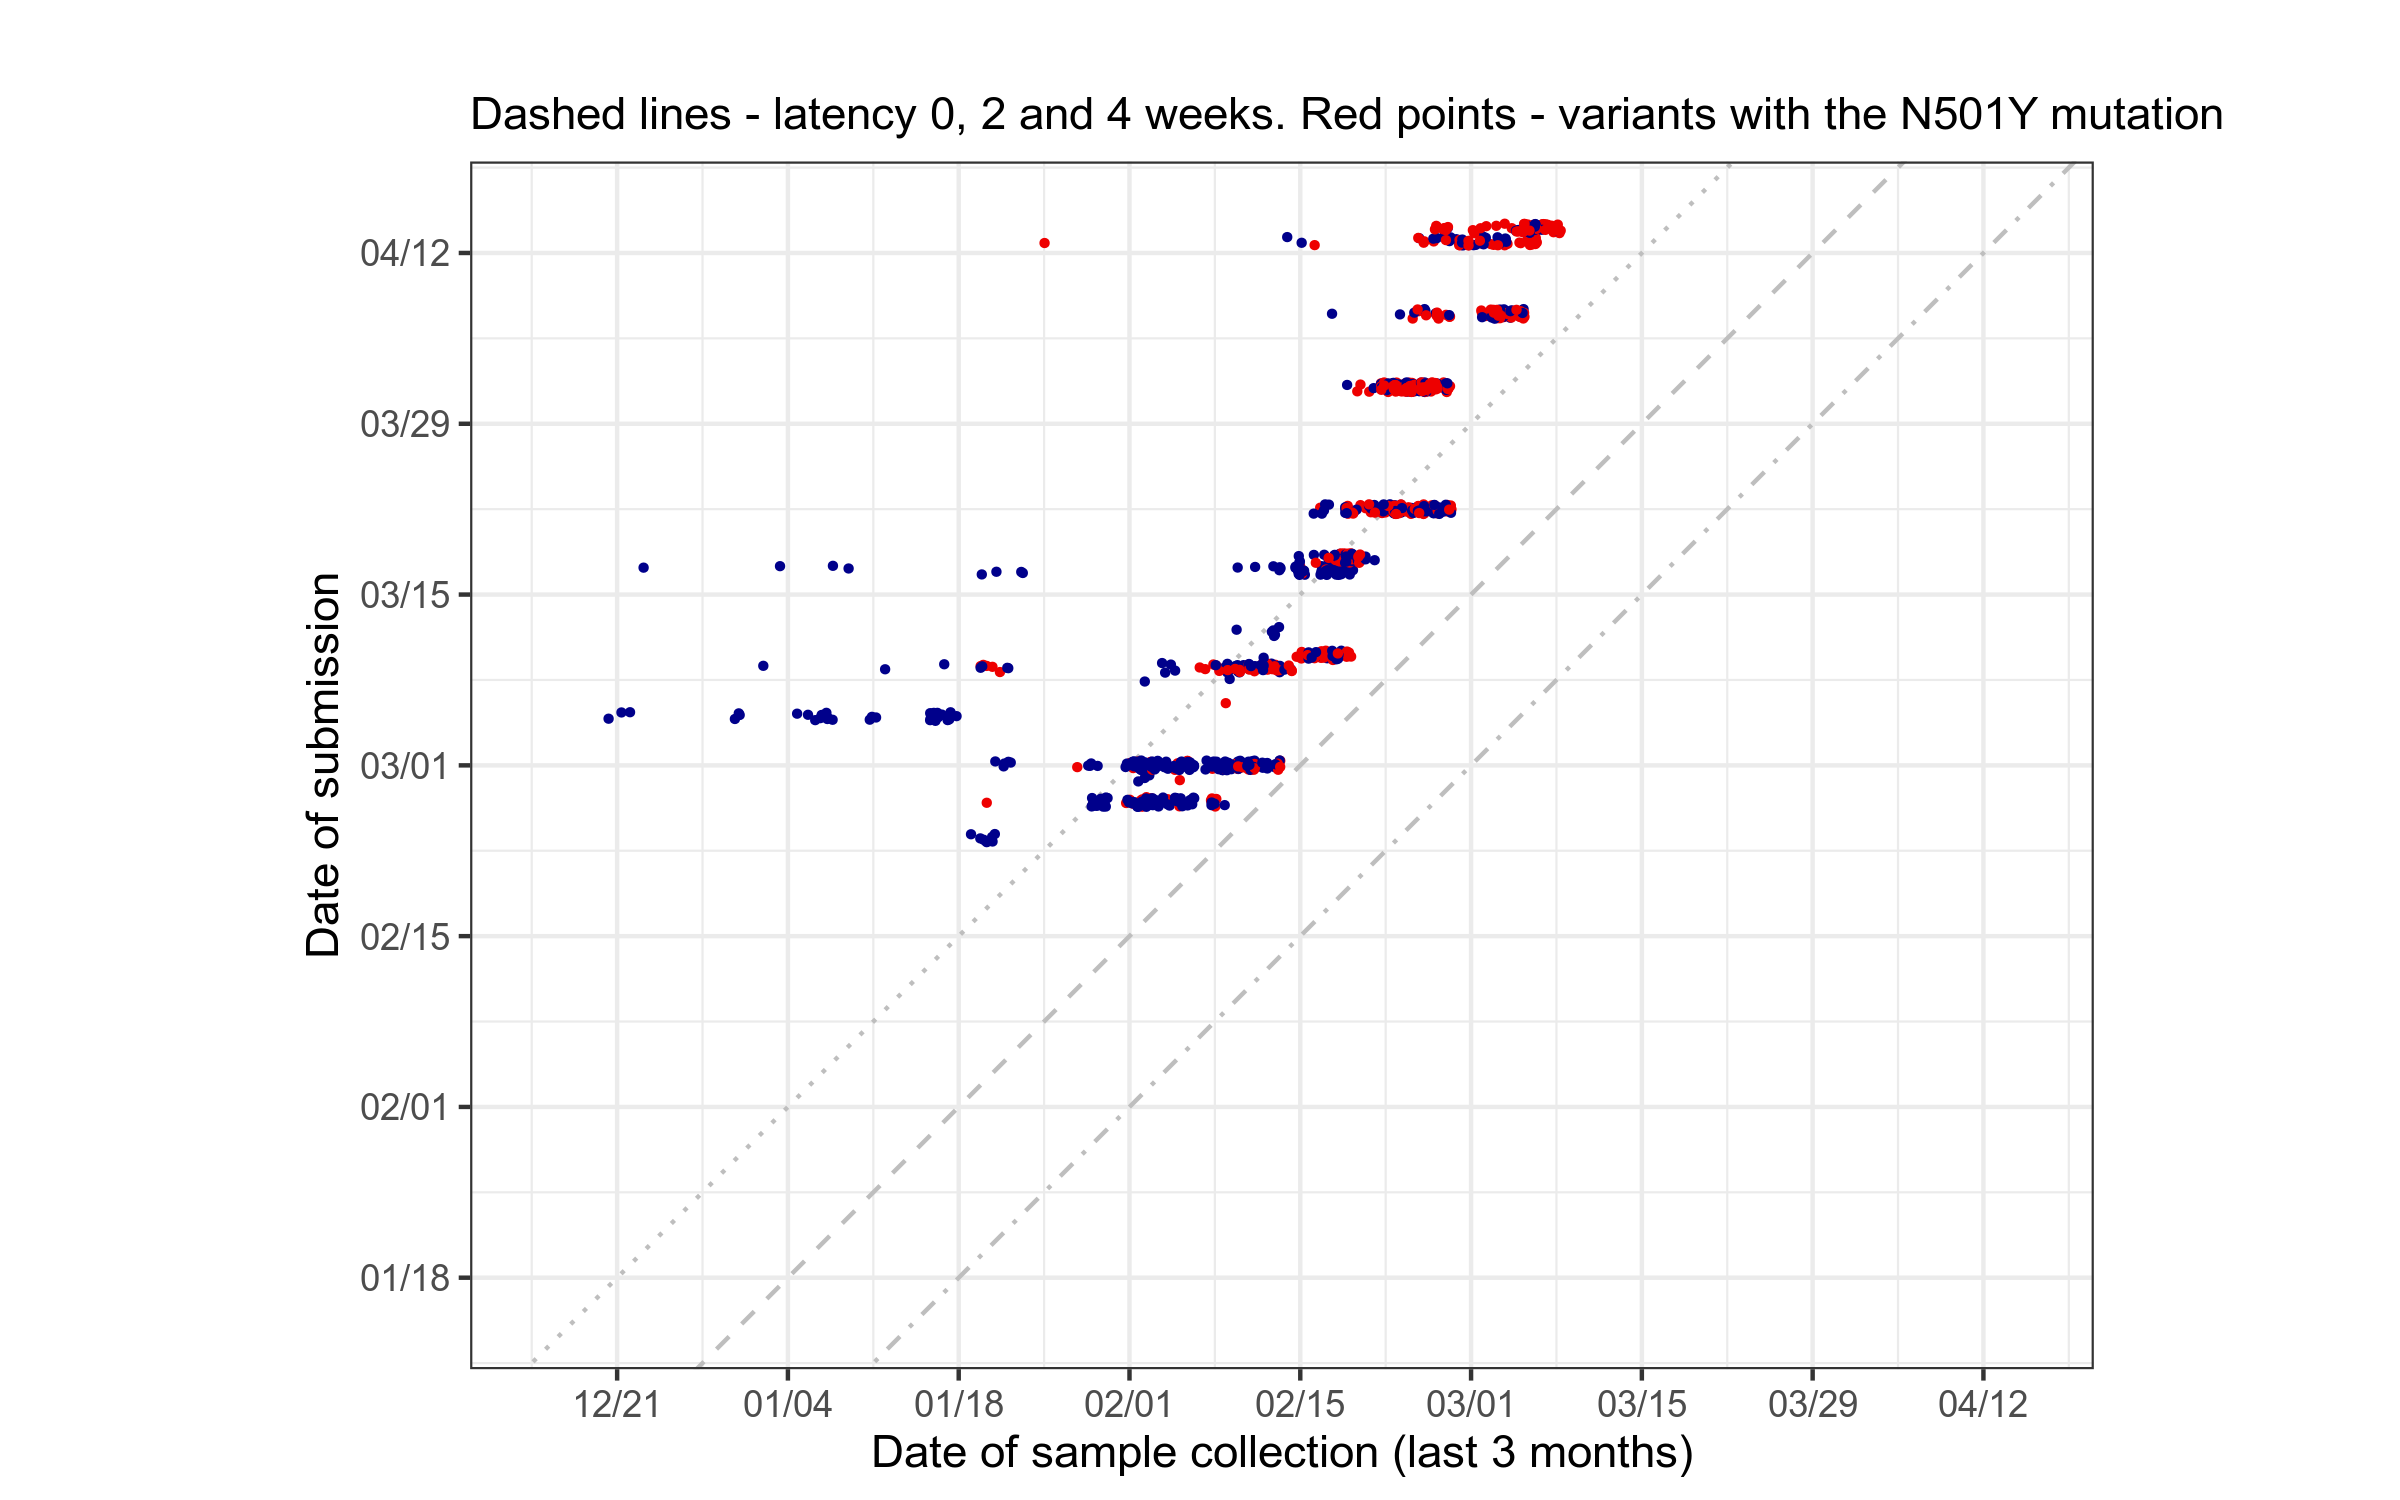 Dashed lines - latency 0, 2 and 4 weeks. Red points - variants with the N501Y mutation
Date of submission
04/12
03/29
03/15
03/01
02/15
02/01
01/18
12/21 01/04 01/18 02/01 02/15 03/01 03/15 03/29 04/12
Date of sample collection (last 3 months)